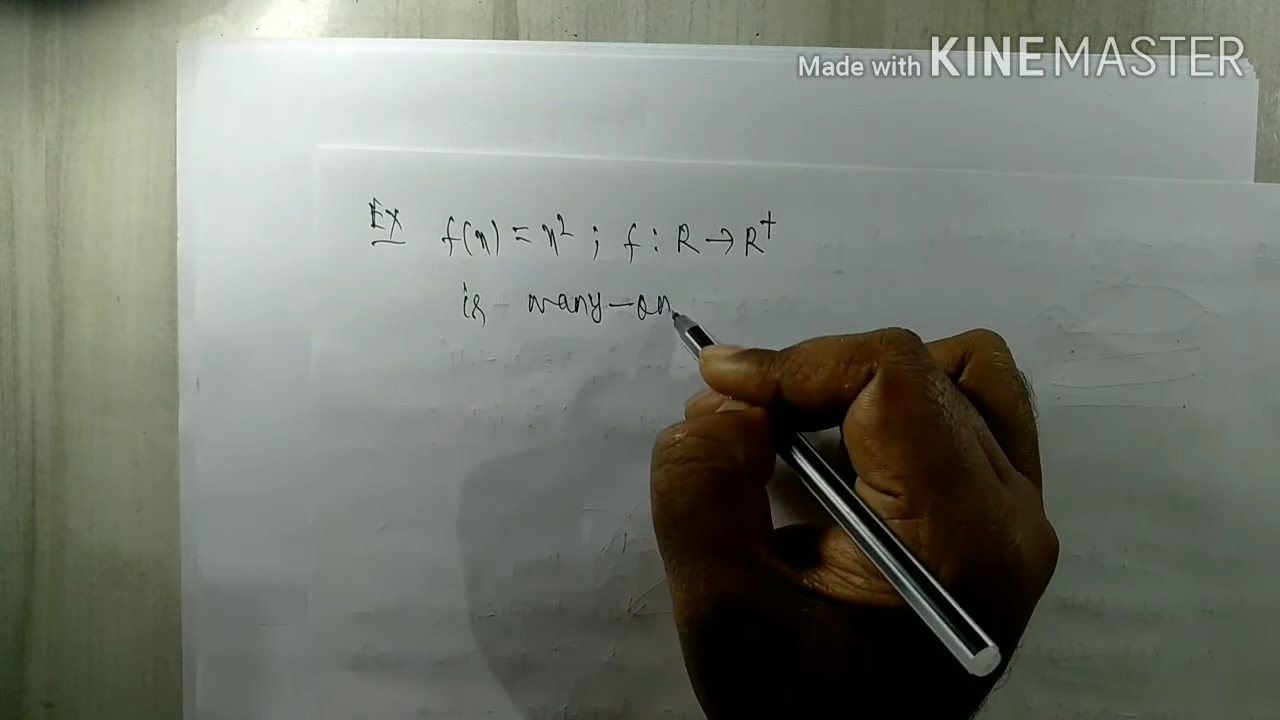 Made with KINEMASTER
Ex f(x) = x² ; f : R → R⁺
is many-on